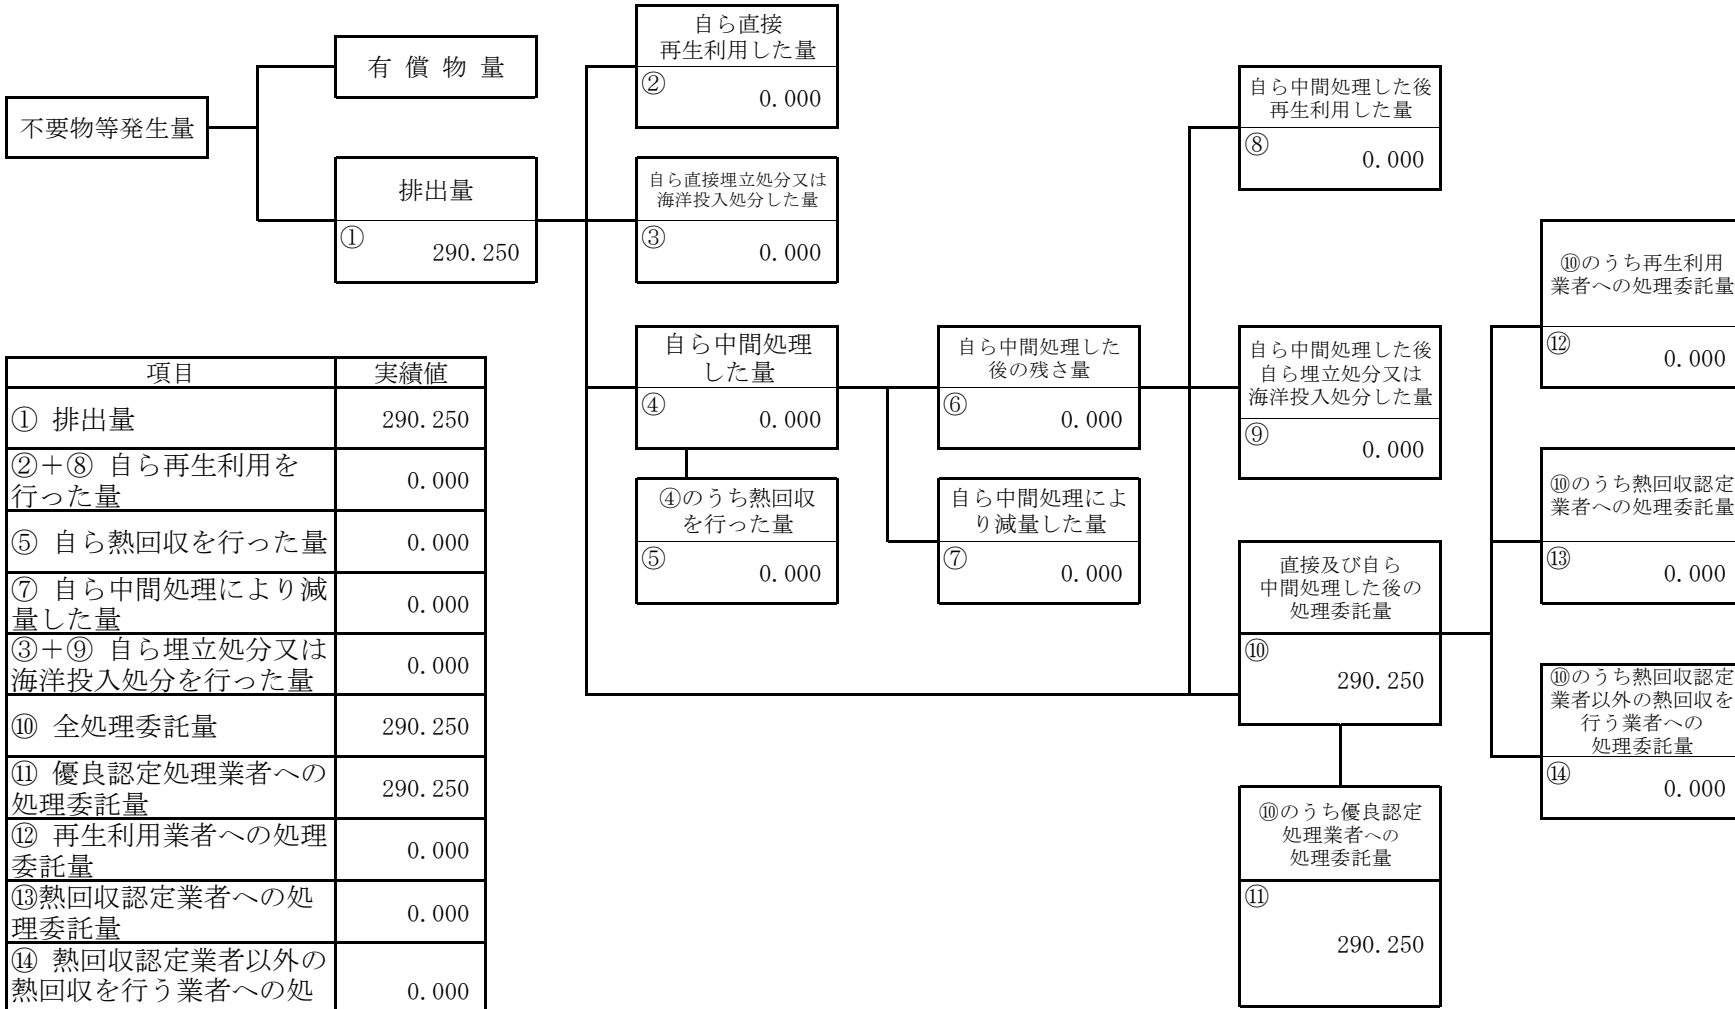 不要物等発生量
有 償 物 量
排出量
①
290.250
自ら直接
再生利用した量
②
0.000
自ら直接埋立処分又は
海洋投入処分した量
③
0.000
自ら中間処理
した量
④
0.000
④のうち熱回収
を行った量
⑤
0.000
自ら中間処理した
後の残さ量
⑥
0.000
自ら中間処理によ
り減量した量
⑦
0.000
自ら中間処理した後
再生利用した量
⑧
0.000
自ら中間処理した後
自ら埋立処分又は
海洋投入処分した量
⑨
0.000
直接及び自ら
中間処理した後の
処理委託量
⑩
290.250
⑩のうち優良認定
処理業者への
処理委託量
⑪
290.250
⑩のうち再生利用
業者への処理委託量
⑫
0.000
⑩のうち熱回収認定
業者への処理委託量
⑬
0.000
⑩のうち熱回収認定
業者以外の熱回収を
行う業者への
処理委託量
⑭
0.000
項目 実績値
① 排出量 290.250
②＋⑧ 自ら再生利用を
行った量 0.000
⑤ 自ら熱回収を行った量 0.000
⑦ 自ら中間処理により減
量した量 0.000
③＋⑨ 自ら埋立処分又は
海洋投入処分を行った量 0.000
⑩ 全処理委託量 290.250
⑪ 優良認定処理業者への
処理委託量 290.250
⑫ 再生利用業者への処理
委託量 0.000
⑬熱回収認定業者への処
理委託量 0.000
⑭ 熱回収認定業者以外の
熱回収を行う業者への処 0.000